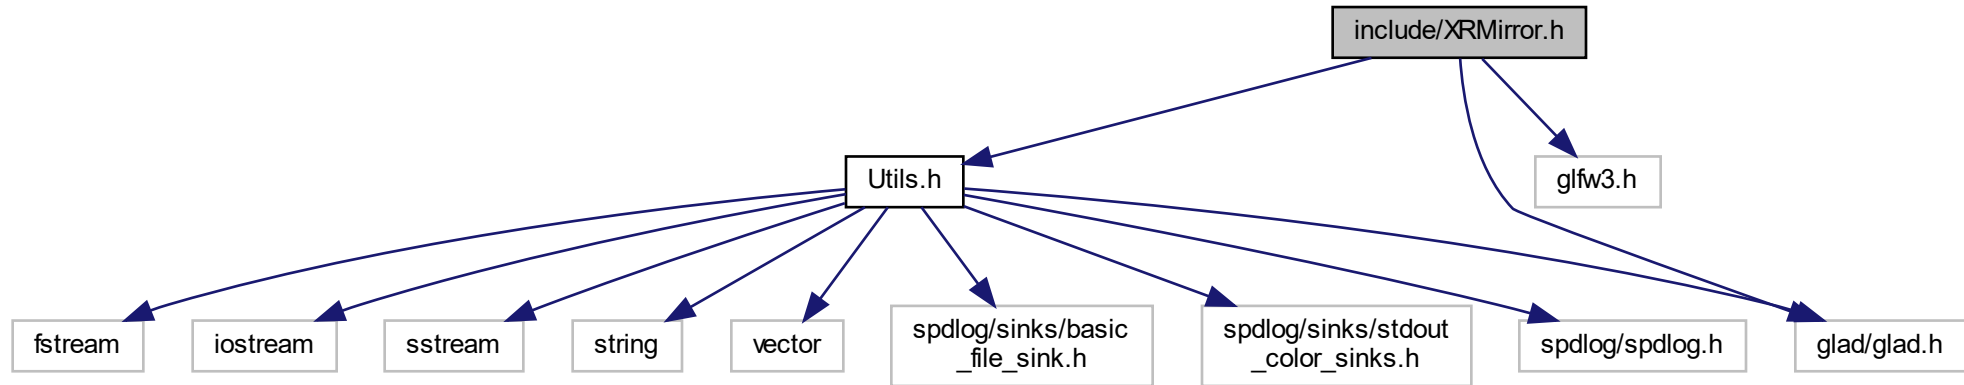 include/XRMirror.h
Utils.h
glfw3.h
fstream
iostream
sstream
string
vector
spdlog/sinks/basic
_file_sink.h
spdlog/sinks/stdout
_color_sinks.h
spdlog/spdlog.h
glad/glad.h